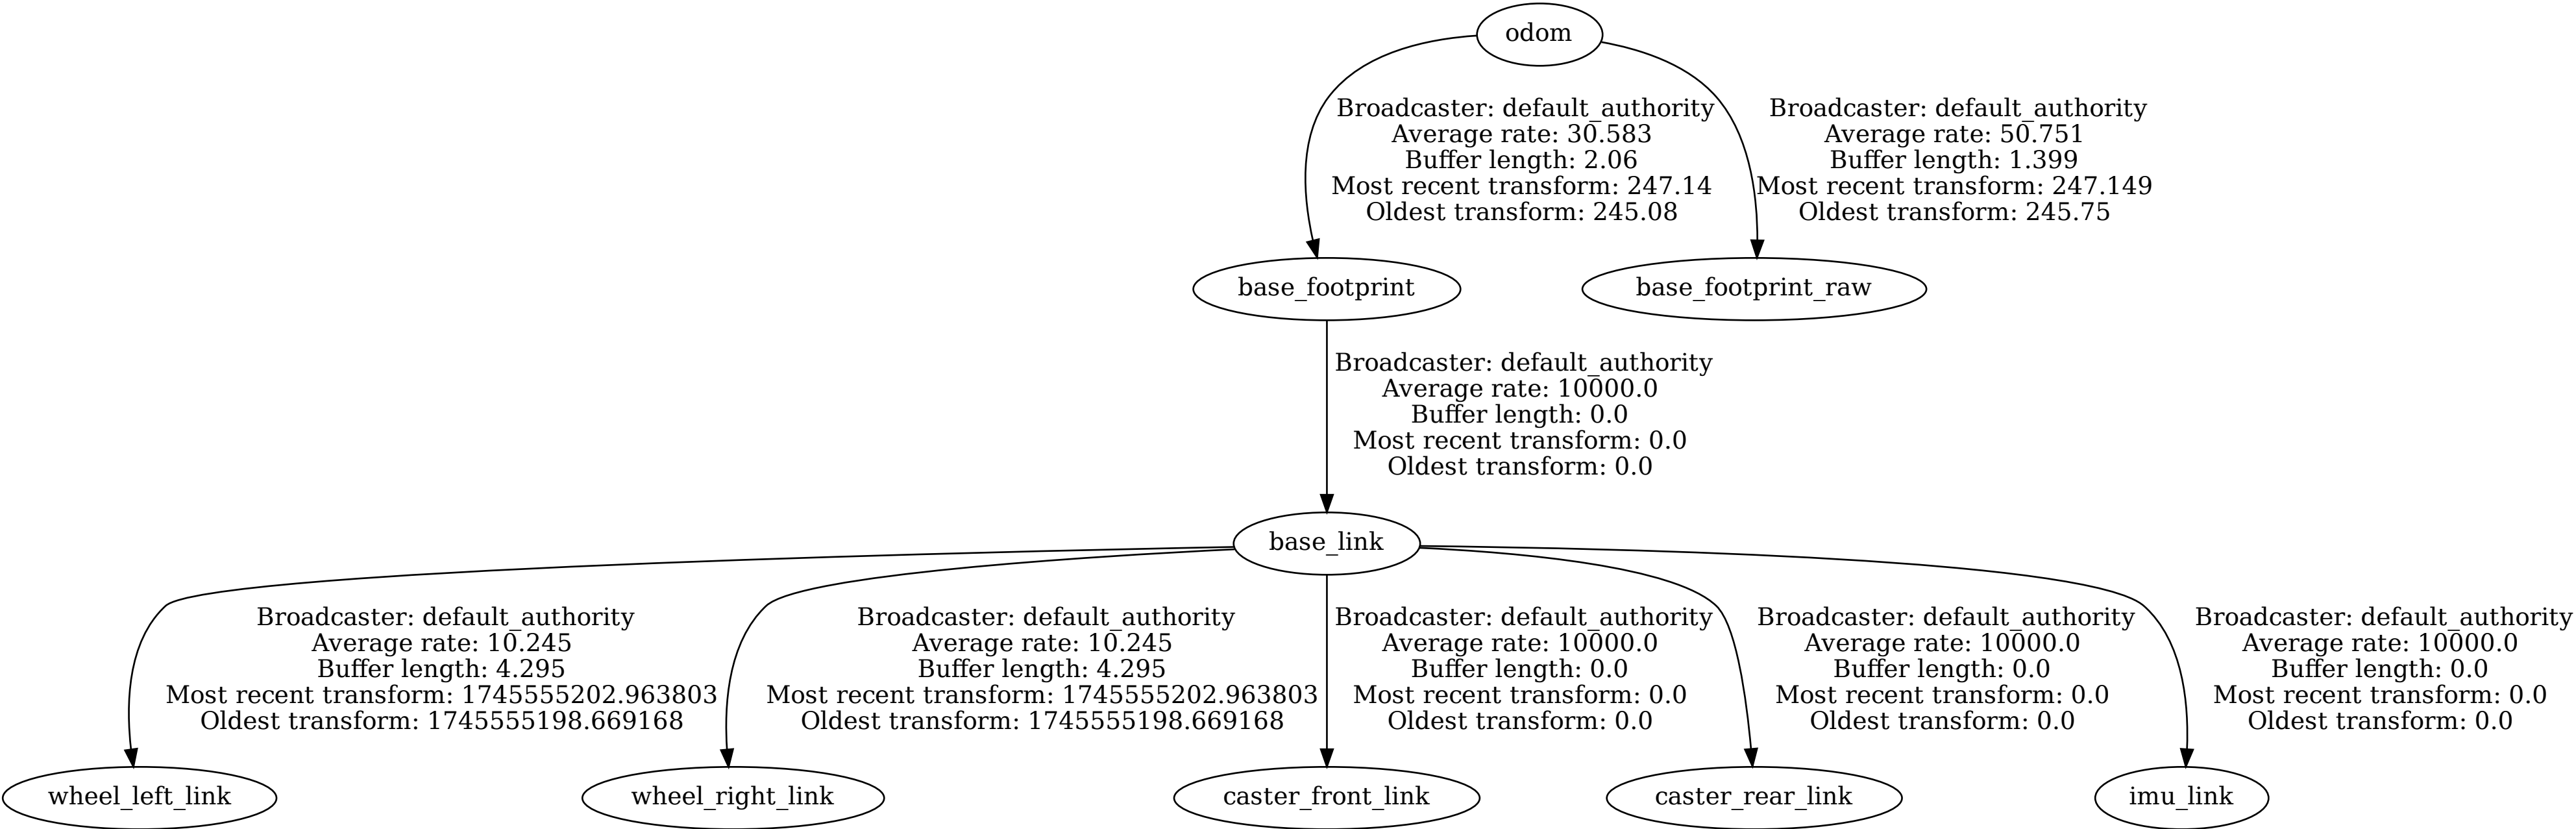 odom
Broadcaster: default_authority
Average rate: 30.583
Buffer length: 2.06
Most recent transform: 247.14
Oldest transform: 245.08
Broadcaster: default_authority
Average rate: 50.751
Buffer length: 1.399
Most recent transform: 247.149
Oldest transform: 245.75
base_footprint
base_footprint_raw
Broadcaster: default_authority
Average rate: 10000.0
Buffer length: 0.0
Most recent transform: 0.0
Oldest transform: 0.0
base_link
Broadcaster: default_authority
Average rate: 10.245
Buffer length: 4.295
Most recent transform: 1745555202.963803
Oldest transform: 1745555198.669168
Broadcaster: default_authority
Average rate: 10.245
Buffer length: 4.295
Most recent transform: 1745555202.963803
Oldest transform: 1745555198.669168
Broadcaster: default_authority
Average rate: 10000.0
Buffer length: 0.0
Most recent transform: 0.0
Oldest transform: 0.0
Broadcaster: default_authority
Average rate: 10000.0
Buffer length: 0.0
Most recent transform: 0.0
Oldest transform: 0.0
Broadcaster: default_authority
Average rate: 10000.0
Buffer length: 0.0
Most recent transform: 0.0
Oldest transform: 0.0
wheel_left_link
wheel_right_link
caster_front_link
caster_rear_link
imu_link